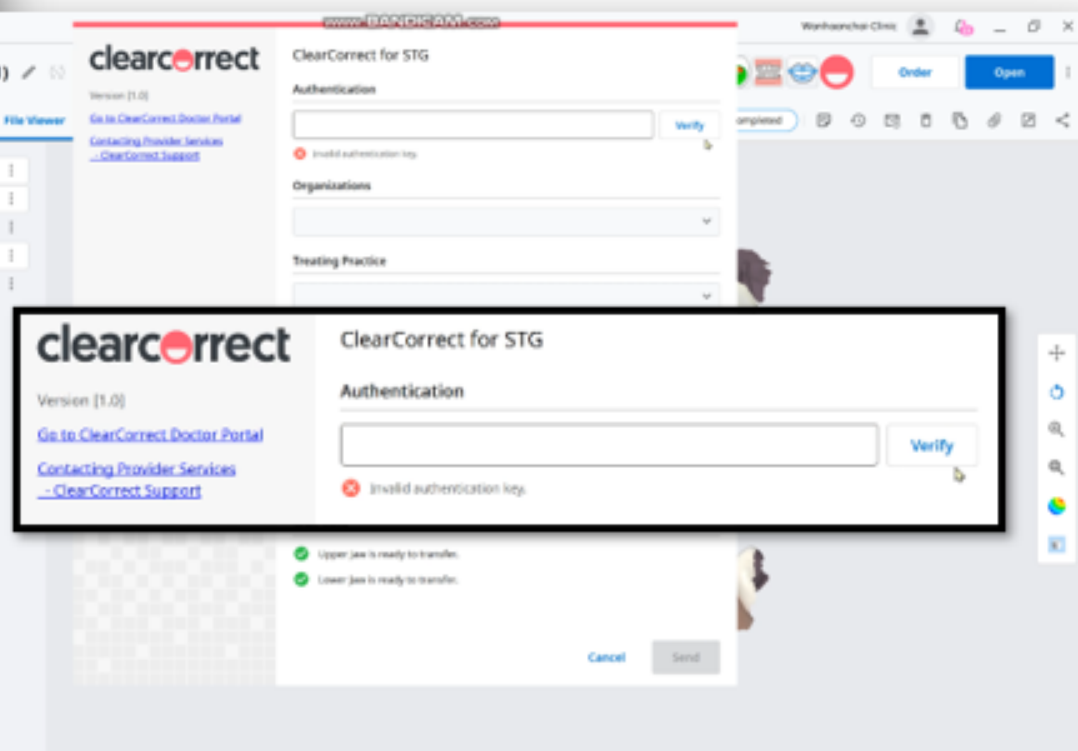 www.BANDICAM.com
clearcorrect
Version [1.0]
Go to ClearCorrect Doctor Portal
Contacting Provider Services
- ClearCorrect Support
File Viewer
ClearCorrect for STG
Authentication
Verify
Invalid authentication key.
Organizations
Treating Practice
Clinic
Order
Open
clearcorrect
Version [1.0]
Go to ClearCorrect Doctor Portal
Contacting Provider Services
- ClearCorrect Support
ClearCorrect for STG
Authentication
Verify
Invalid authentication key.
Upper jaw is ready to transfer.
Lower jaw is ready to transfer.
Cancel
Send